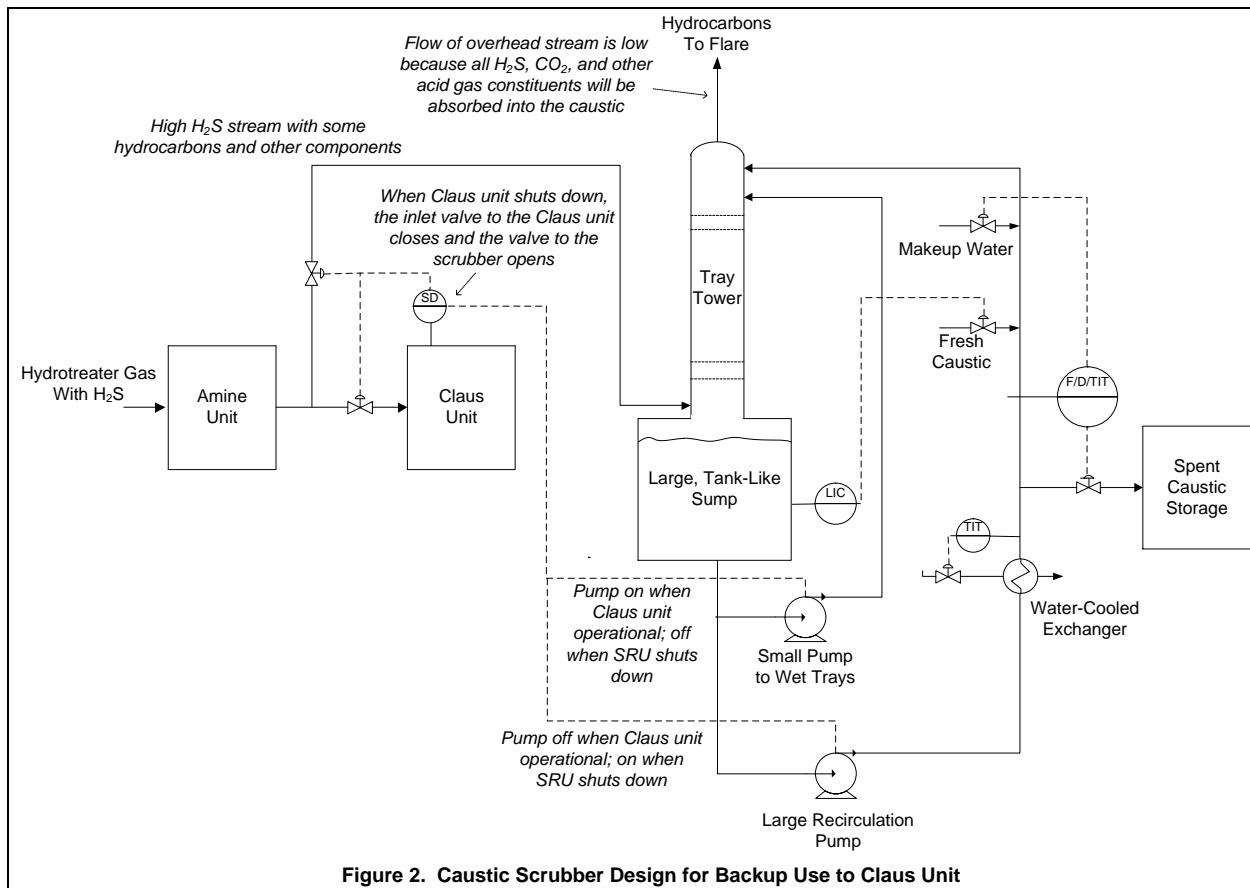 Hydrocarbons
To Flare
Flow of overhead stream is low
because all H₂S, CO₂, and other
acid gas constituents will be
absorbed into the caustic
High H₂S stream with some
hydrocarbons and other components
When Claus unit shuts down,
the inlet valve to the Claus unit
closes and the valve to the
scrubber opens
Makeup Water
Tray
Tower
SD
Fresh
Caustic
Hydrotreater Gas
With H₂S
Amine
Unit
Claus
Unit
F/D/TIT
Large, Tank-Like
Sump
LIC
Spent
Caustic
Storage
TIT
Pump on when
Claus unit
operational; off
when SRU shuts
down
Water-Cooled
Exchanger
Small Pump
to Wet Trays
Pump off when Claus unit
operational; on when
SRU shuts down
Large Recirculation
Pump
Figure 2. Caustic Scrubber Design for Backup Use to Claus Unit